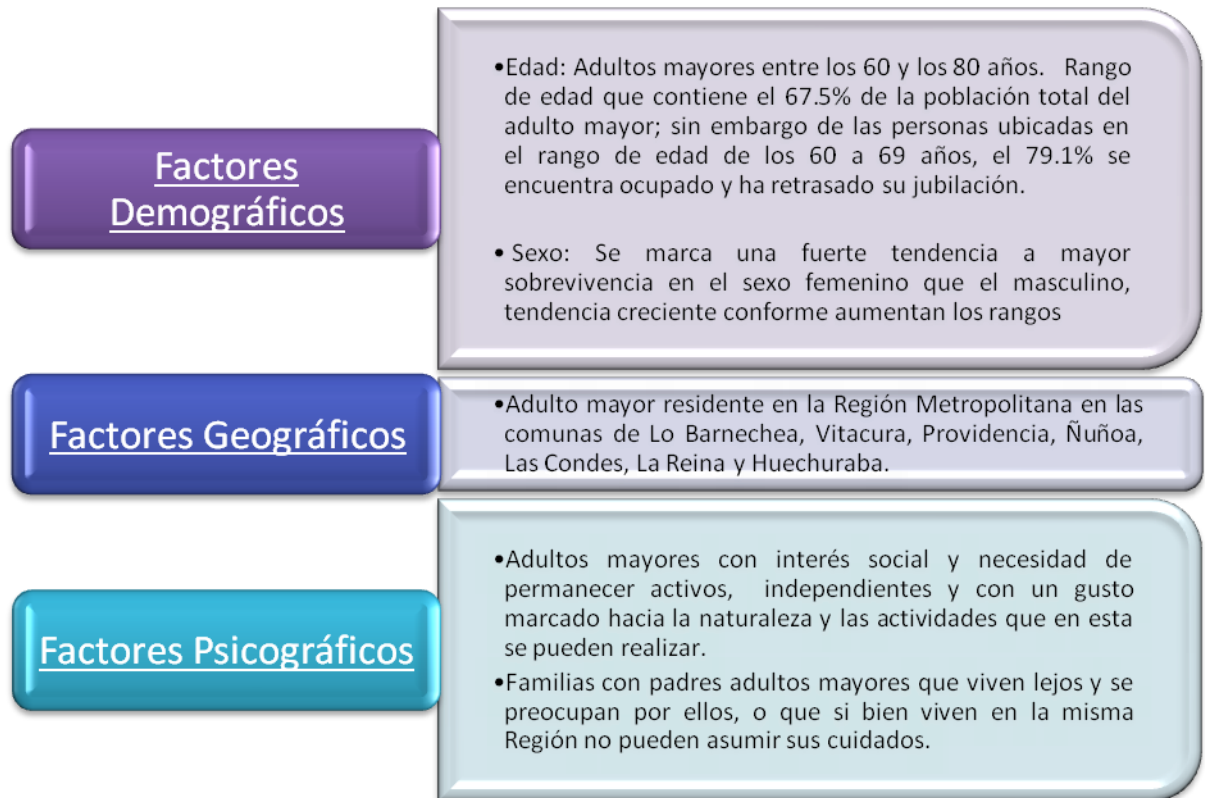 Factores
Demográficos
•Edad: Adultos mayores entre los 60 y los 80 años. Rango
de edad que contiene el 67.5% de la población total del
adulto mayor; sin embargo de las personas ubicadas en
el rango de edad de los 60 a 69 años, el 79.1% se
encuentra ocupado y ha retrasado su jubilación.
• Sexo: Se marca una fuerte tendencia a mayor
sobrevivencia en el sexo femenino que el masculino,
tendencia creciente conforme aumentan los rangos
Factores Geográficos
•Adulto mayor residente en la Región Metropolitana en las
comunas de Lo Barnechea, Vitacura, Providencia, Ñuñoa,
Las Condes, La Reina y Huechuraba.
Factores Psicográficos
•Adultos mayores con interés social y necesidad de
permanecer activos, independientes y con un gusto
marcado hacia la naturaleza y las actividades que en esta
se pueden realizar.
•Familias con padres adultos mayores que viven lejos y se
preocupan por ellos, o que si bien viven en la misma
Región no pueden asumir sus cuidados.